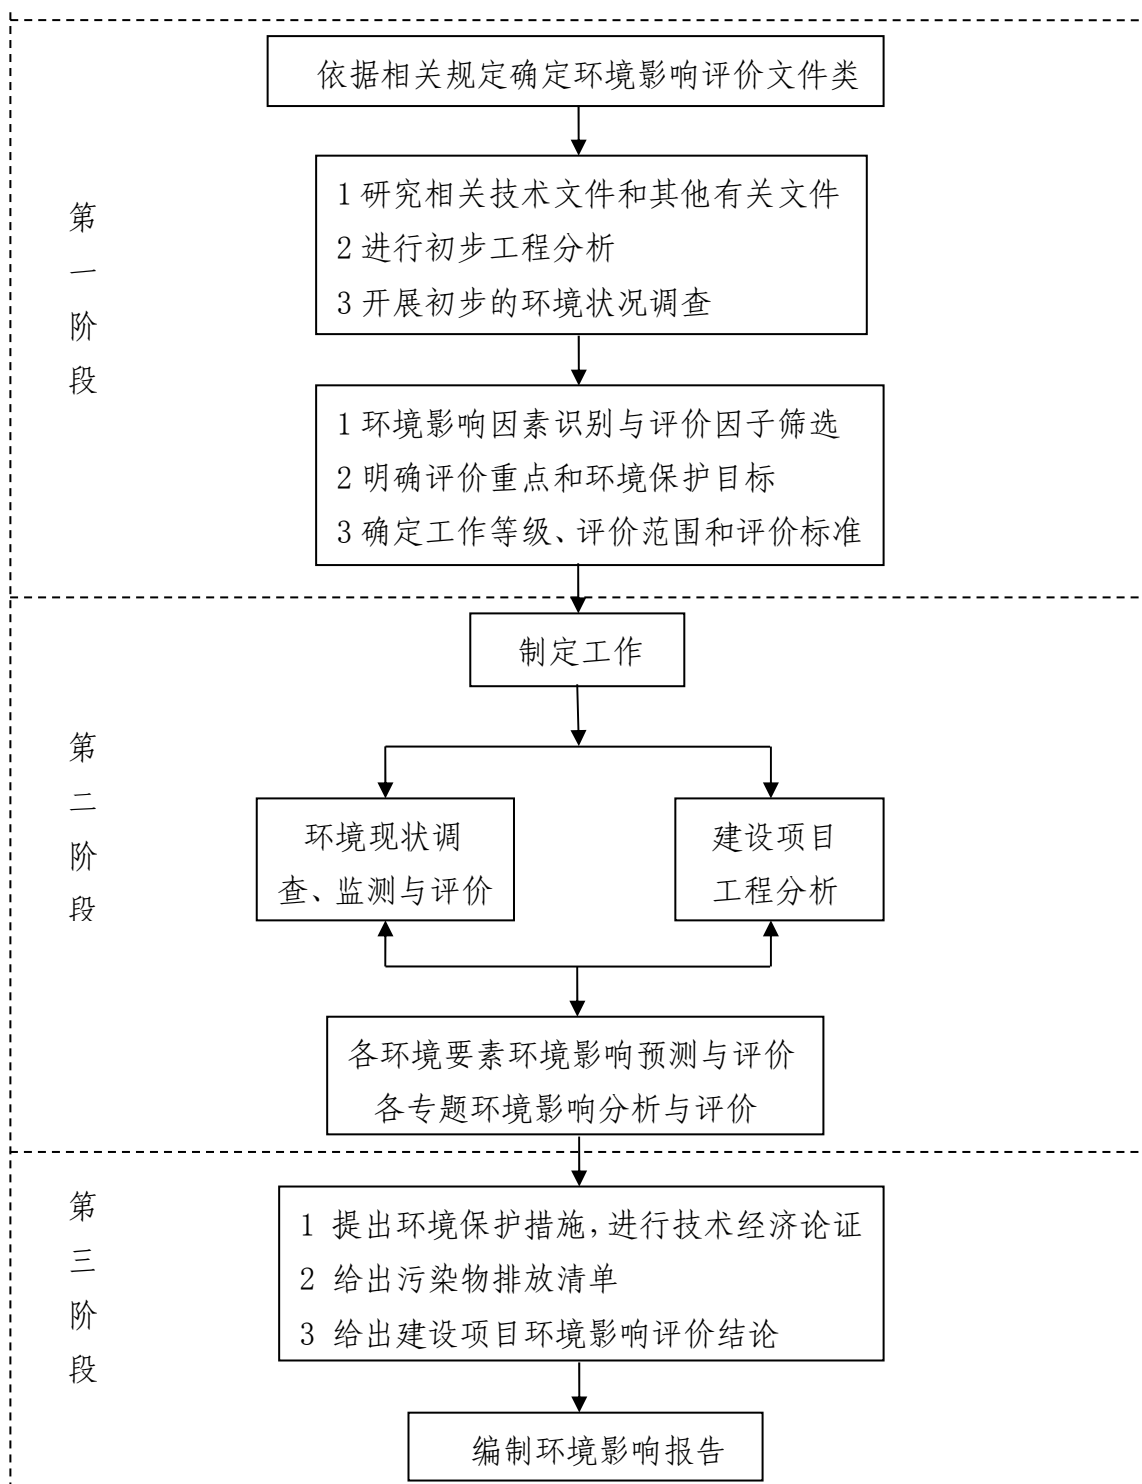 依据相关规定确定环境影响评价文件类
第
一
阶
段
1 研究相关技术文件和其他有关文件
2 进行初步工程分析
3 开展初步的环境状况调查
1 环境影响因素识别与评价因子筛选
2 明确评价重点和环境保护目标
3 确定工作等级、评价范围和评价标准
制定工作
第
二
阶
段
环境现状调
查、监测与评价
建设项目
工程分析
各环境要素环境影响预测与评价
各专题环境影响分析与评价
第
三
阶
段
1 提出环境保护措施,进行技术经济论证
2 给出污染物排放清单
3 给出建设项目环境影响评价结论
编制环境影响报告